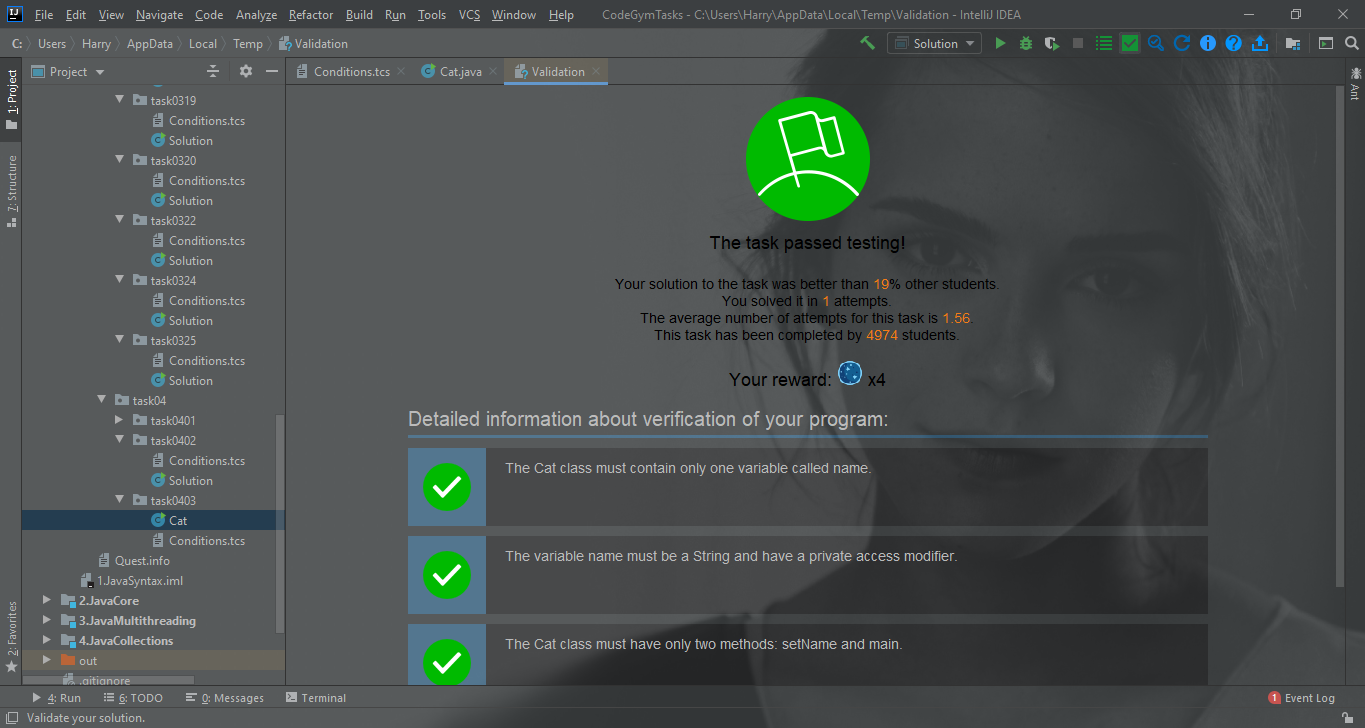 File Edit View Navigate Code Analyze Refactor Build Run Tools VCS Window Help CodeGymTasks - C:\Users\Harry\AppData\Local\Temp\Validation - IntelliJ IDEA
C: Users Harry AppData Local Temp Validation Solution
1: Project
7: Structure
2: Favorites
Project
task0319
Conditions.tcs
Solution
task0320
Conditions.tcs
Solution
task0322
Conditions.tcs
Solution
task0324
Conditions.tcs
Solution
task0325
Conditions.tcs
Solution
task04
task0401
task0402
Conditions.tcs
Solution
task0403
Cat
Conditions.tcs
Quest.info
1.JavaSyntax.iml
2.JavaCore
3.JavaMultithreading
4.JavaCollections
out
.gitignore
Conditions.tcs Cat.java Validation
The task passed testing!
Your solution to the task was better than 19% other students.
You solved it in 1 attempts.
The average number of attempts for this task is 1.56
This task has been completed by 4974 students.
Your reward: x4
Detailed information about verification of your program:
The Cat class must contain only one variable called name.
The variable name must be a String and have a private access modifier.
The Cat class must have only two methods: setName and main.
Ant
4: Run 6: TODO 0: Messages Terminal 1 Event Log
Validate your solution.